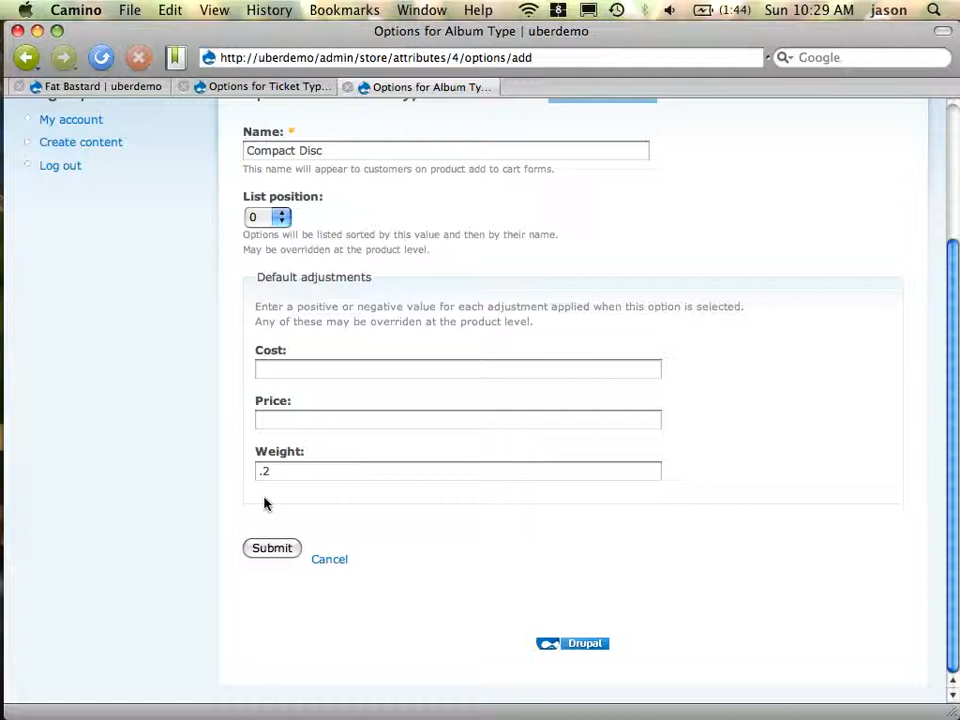 Camino File Edit View History Bookmarks Window Help (1:44) Sun 10:29 AM jason
Options for Album Type | uberdemo
http://uberdemo/admin/store/attributes/4/options/add
Google
Fat Bastard | uberdemo
Options for Ticket Typ...
Options for Album Ty...
My account
Create content
Log out
Name: *
Compact Disc
This name will appear to customers on product add to cart forms.
List position:
0
Options will be listed sorted by this value and then by their name.
May be overridden at the product level.
Default adjustments
Enter a positive or negative value for each adjustment applied when this option is selected.
Any of these may be overriden at the product level.
Cost:
Price:
Weight:
.2
Submit
Cancel
Drupal